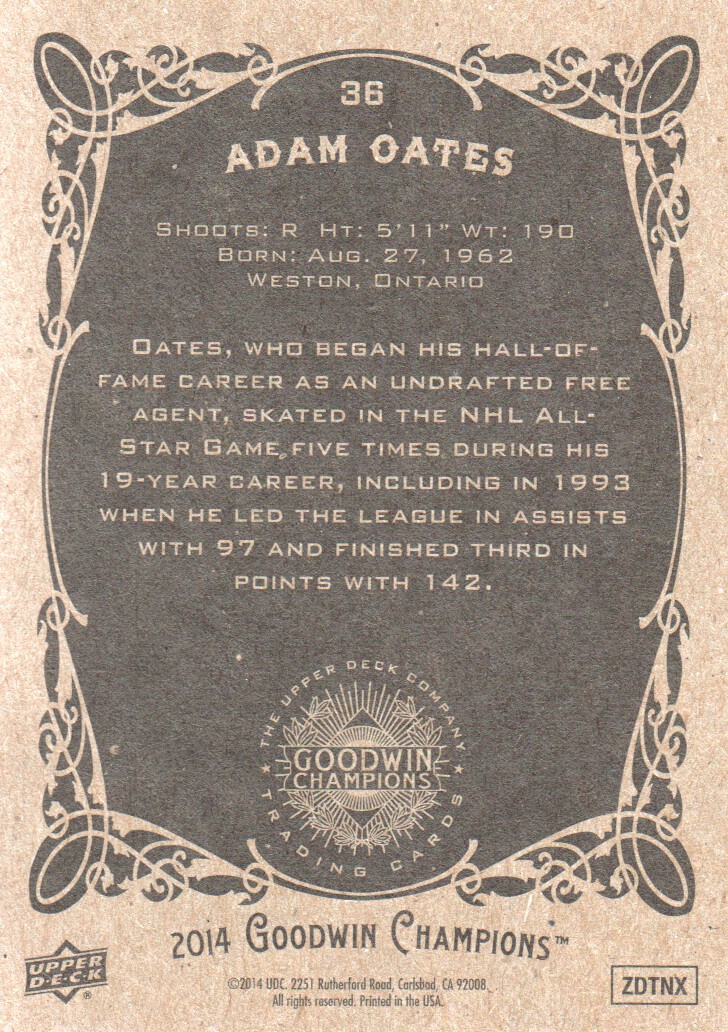 36
ADAM OATES
SHOOTS: R HT: 5'11" WT: 190
BORN: AUG. 27, 1962
WESTON, ONTARIO
OATES, WHO BEGAN HIS HALL-OF-
FAME CAREER AS AN UNDRAFTED FREE
AGENT, SKATED IN THE NHL ALL-
STAR GAME FIVE TIMES DURING HIS
19-YEAR CAREER, INCLUDING IN 1993
WHEN HE LED THE LEAGUE IN ASSISTS
WITH 97 AND FINISHED THIRD IN
POINTS WITH 142.
THE UPPER DECK COMPANY
GOODWIN
CHAMPIONS
TRADING CARDS
2014 GOODWIN CHAMPIONS™
UPPER
D·E·C·K®
©2014 UDC. 2251 Rutherford Road, Carlsbad, CA 92008.
All rights reserved. Printed in the USA.
ZDTNX